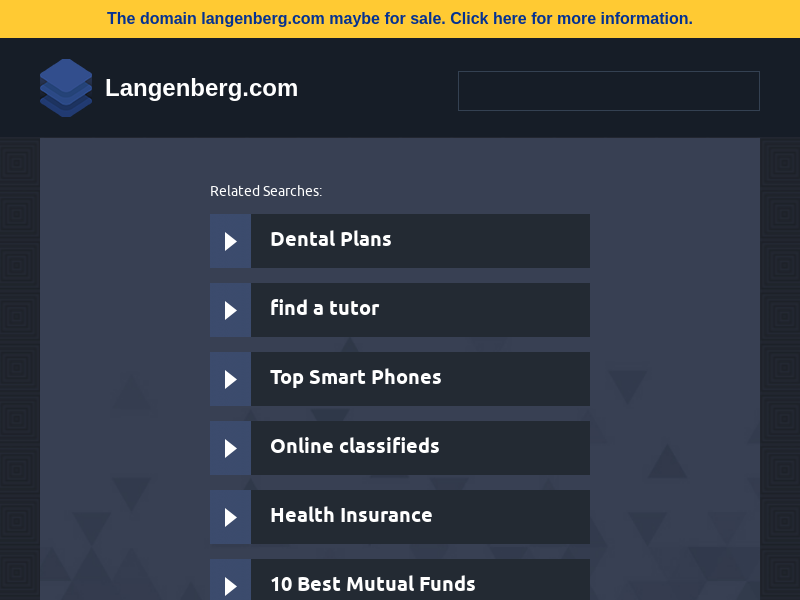 The domain langenberg.com maybe for sale. Click here for more information.
Langenberg.com
Related Searches:
Dental Plans
find a tutor
Top Smart Phones
Online classifieds
Health Insurance
10 Best Mutual Funds